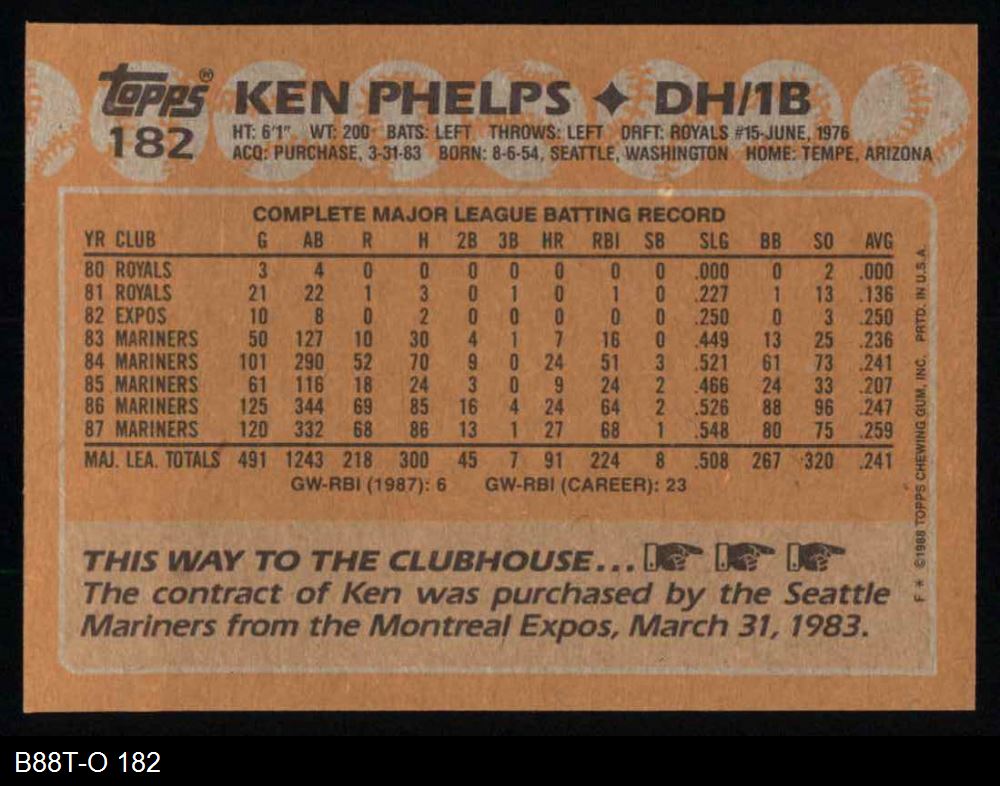 topps® KEN PHELPS ✦ DH/1B
182 HT: 6'1" WT: 200 BATS: LEFT THROWS: LEFT DRFT: ROYALS #15-JUNE, 1976
ACQ: PURCHASE, 3-31-83 BORN: 8-6-54, SEATTLE, WASHINGTON HOME: TEMPE, ARIZONA
COMPLETE MAJOR LEAGUE BATTING RECORD
YR CLUB G AB R H 2B 3B HR RBI SB SLG BB SO AVG
80 ROYALS 3 4 0 0 0 0 0 0 0 .000 0 2 .000
81 ROYALS 21 22 1 3 0 1 0 1 0 .227 1 13 .136
82 EXPOS 10 8 0 2 0 0 0 0 0 .250 0 3 .250
83 MARINERS 50 127 10 30 4 1 7 16 0 .449 13 25 .236
84 MARINERS 101 290 52 70 9 0 24 51 3 .521 61 73 .241
85 MARINERS 61 116 18 24 3 0 9 24 2 .466 24 33 .207
86 MARINERS 125 344 69 85 16 4 24 64 2 .526 88 96 .247
87 MARINERS 120 332 68 86 13 1 27 68 1 .548 80 75 .259
MAJ. LEA. TOTALS 491 1243 218 300 45 7 91 224 8 .508 267 320 .241
GW-RBI (1987): 6 GW-RBI (CAREER): 23
THIS WAY TO THE CLUBHOUSE...
The contract of Ken was purchased by the Seattle
Mariners from the Montreal Expos, March 31, 1983.
F * ©1988 TOPPS CHEWING GUM, INC. PRTD. IN U.S.A.
B88T-O 182